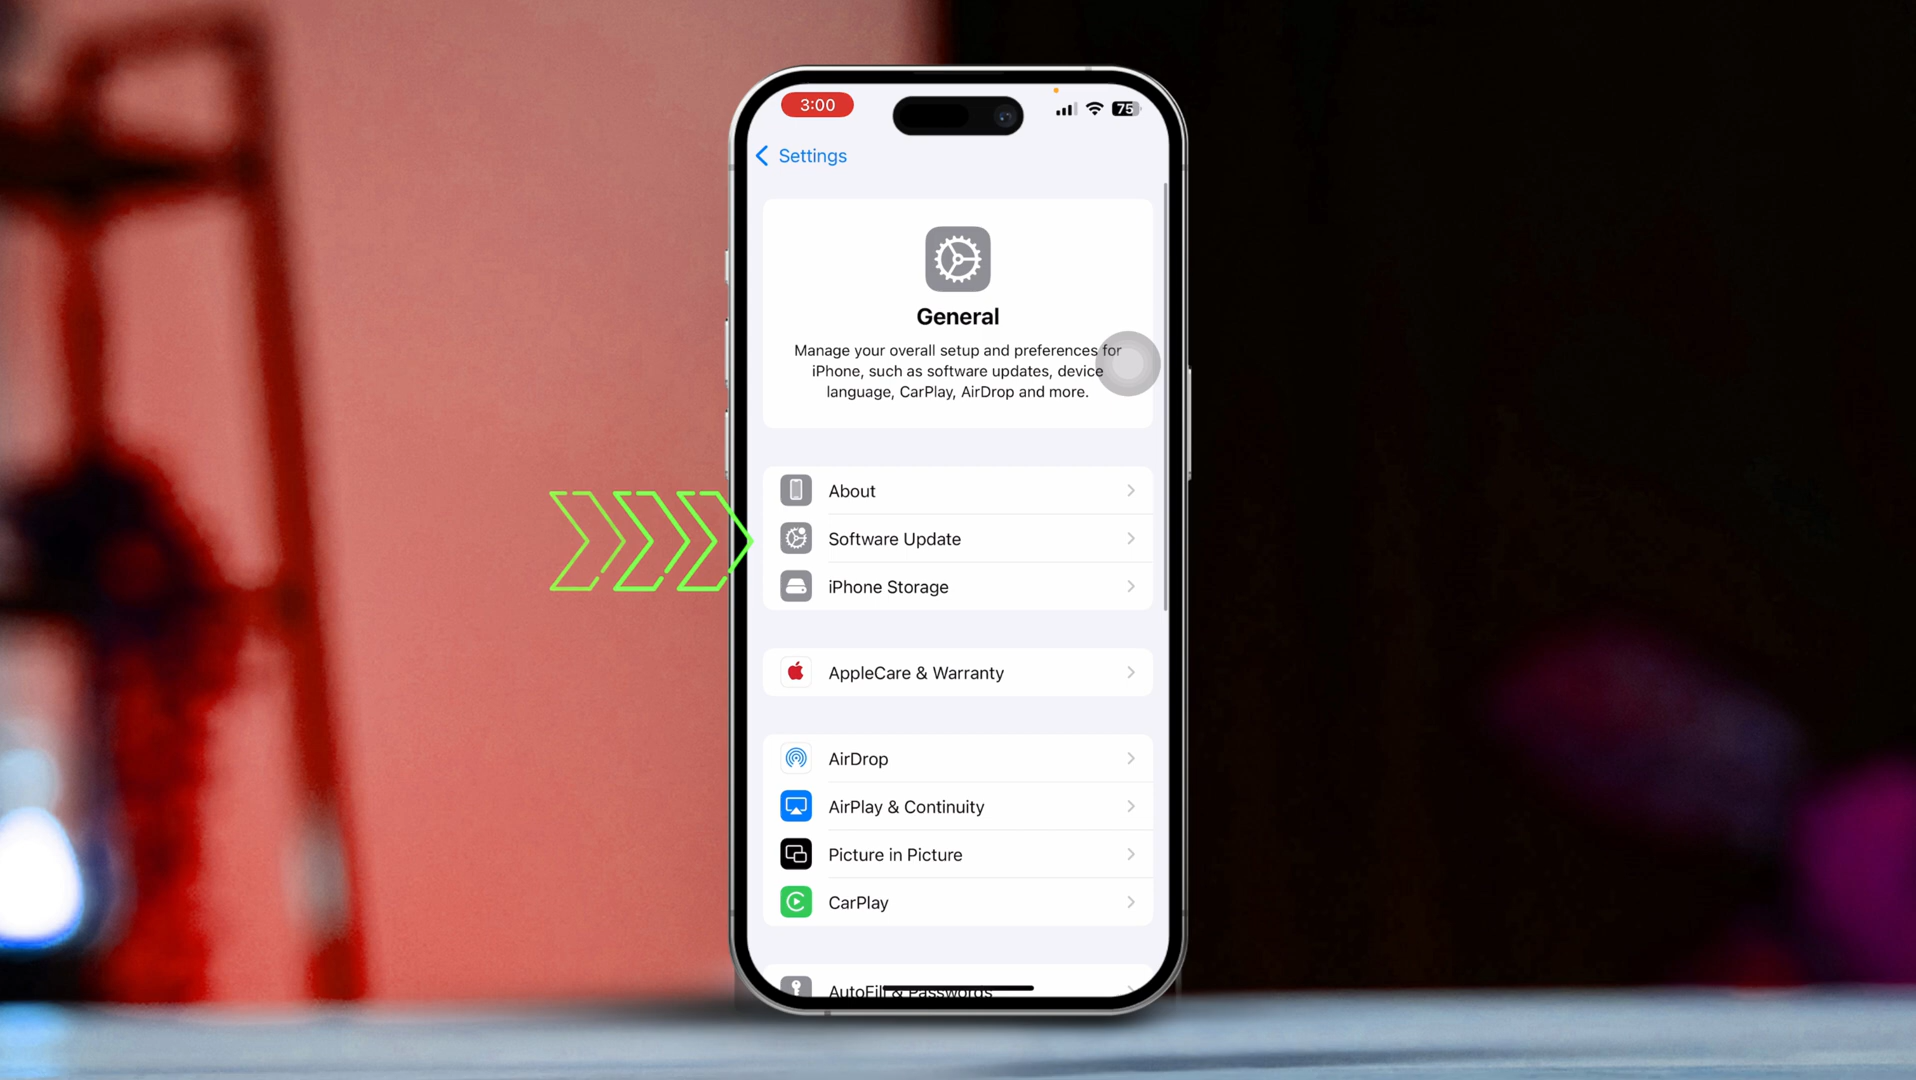 3:00
75
Settings
General
Manage your overall setup and preferences for
iPhone, such as software updates, device
language, CarPlay, AirDrop and more.
About
Software Update
iPhone Storage
AppleCare & Warranty
AirDrop
AirPlay & Continuity
Picture in Picture
CarPlay
AutoFill & Passwords